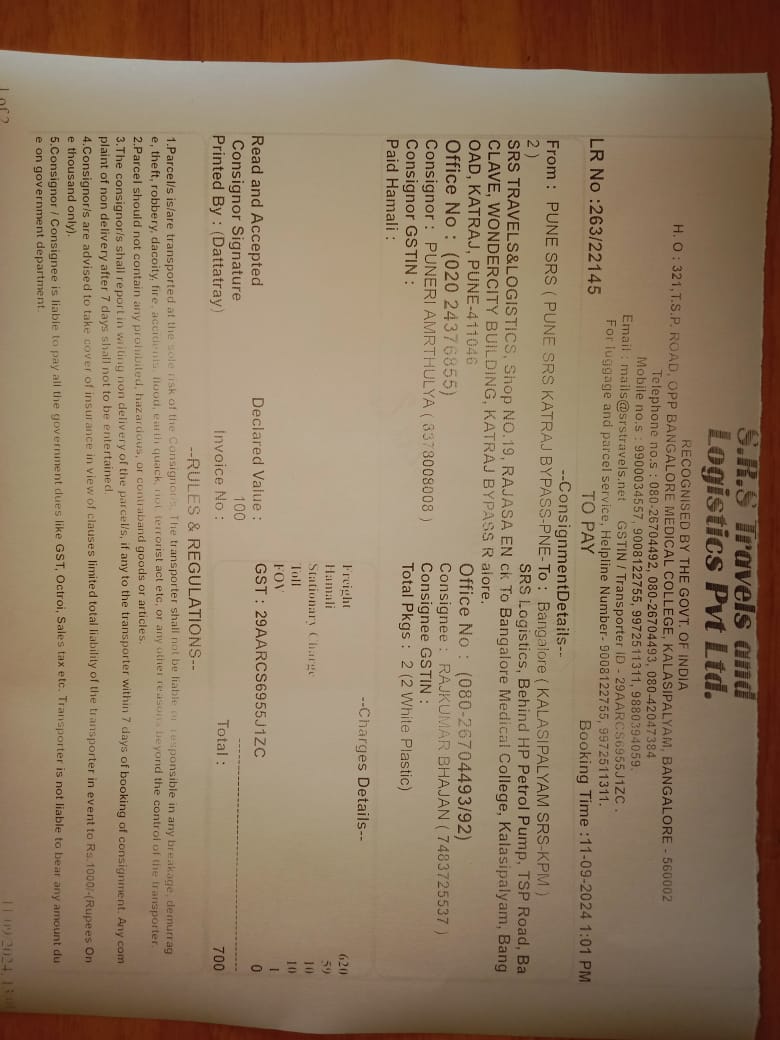 S.R.S Travels and
Logistics Pvt Ltd.
RECOGNISED BY THE GOVT. OF INDIA
H. O : 321,T.S.P. ROAD, OPP BANGALORE MEDICAL COLLEGE, KALASIPALYAM, BANGALORE - 560002
Telephone no.s : 080-26704492, 080-26704493, 080-42047384
Mobile no.s : 9900034557, 9008122755, 9972511311, 9880394059.
Email : mails@srstravels.net GSTIN / Transporter ID - 29AARCS6955J1ZC .
For luggage and parcel service, Helpline Number- 9008122755, 9972511311.
TO PAY
LR No :263/22145 Booking Time :11-09-2024 1:01 PM
--ConsignmentDetails--
From : PUNE SRS ( PUNE SRS KATRAJ BYPASS-PNE-
2 )
SRS TRAVELS&LOGISTICS, Shop NO.19, RAJASA EN
CLAVE, WONDERCITY BUILDING, KATRAJ BYPASS R
OAD, KATRAJ, PUNE-411046
Office No : (020 24376855)
Consignor : PUNERI AMRTHULYA ( 8378008008 )
Consignor GSTIN :
Paid Hamali :
To : Bangalore ( KALASIPALYAM SRS-KPM )
SRS Logistics, Behind HP Petrol Pump, TSP Road, Ba
ck To Bangalore Medical College, Kalasipalyam, Bang
alore.
Office No : (080-26704493/92)
Consignee : RAJKUMAR BHAJAN ( 7483725537 )
Consignee GSTIN :
Total Pkgs : 2 (2 White Plastic)
--Charges Details--
Freight 620
Hamali 59
Stationary Charge 10
Toll 10
FOV 1
Read and Accepted Declared Value : GST : 29AARCS6955J1ZC 0
Consignor Signature 100
Printed By : (Dattatray) Invoice No : Total : 700
--RULES & REGULATIONS--
1.Parcel/s is/are transported at the sole risk of the Consignor/s. The transporter shall not be liable or responsible in any breakage, demurrag
e, theft, robbery, dacoity, fire, accidents, flood, earth quack, riot, terrorist act etc, or any other reasons beyond the control of the transporter.
2.Parcel should not contain any prohibited, hazardous, or contraband goods or articles.
3.The consignor/s shall report in writing non delivery of the parcel/s, if any to the transporter within 7 days of booking of consignment. Any com
plaint of non delivery after 7 days shall not to be entertained.
4.Consignor/s are advised to take cover of insurance in view of clauses limited total liability of the transporter in event to Rs.1000/-(Rupees On
e thousand only).
5.Consignor / Consignee is liable to pay all the government dues like GST, Octroi, Sales tax etc. Transporter is not liable to bear any amount du
e on government department.
1 of 2